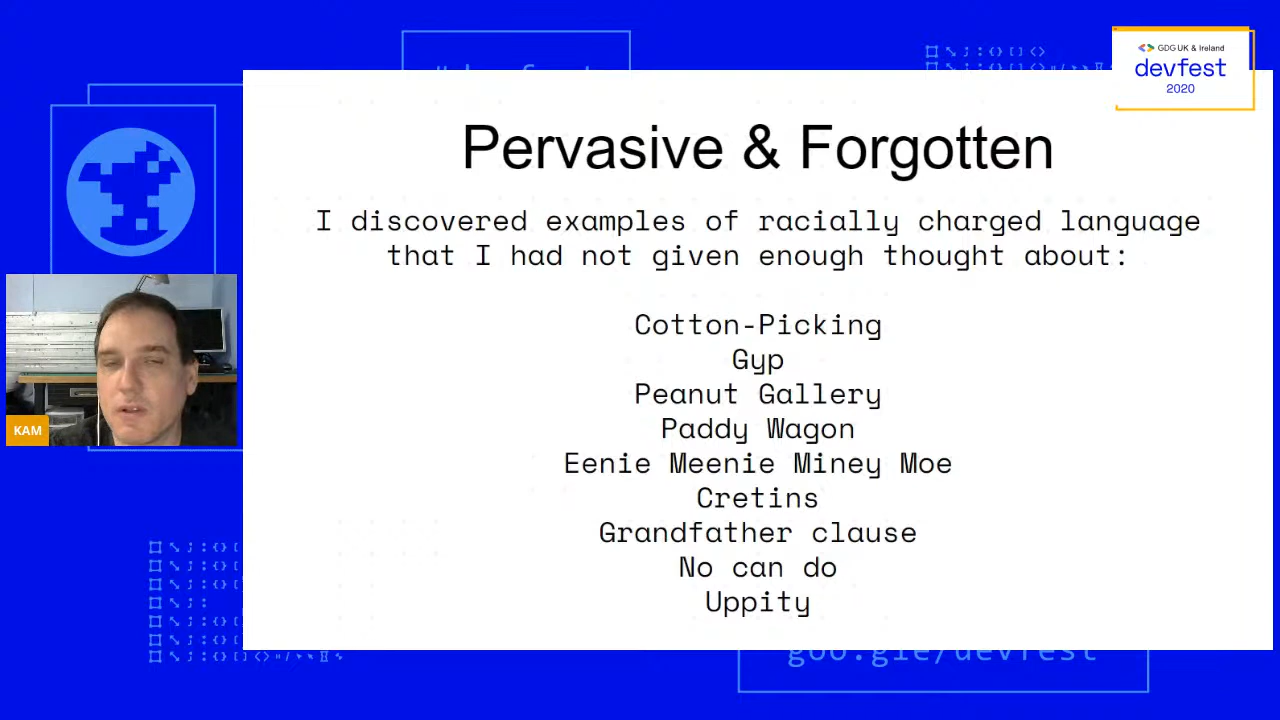 GDG UK & Ireland
devfest
2020
Pervasive & Forgotten
I discovered examples of racially charged language
that I had not given enough thought about:
Cotton-Picking
Gyp
Peanut Gallery
Paddy Wagon
Eenie Meenie Miney Moe
Cretins
Grandfather clause
No can do
Uppity
KAM
goo.gle/devfest